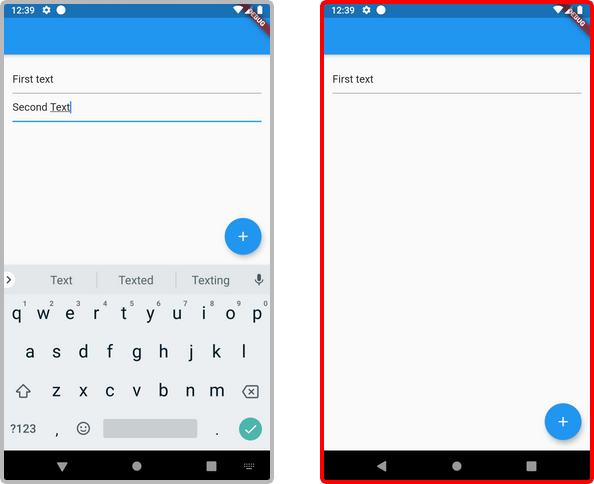 12:39
DEBUG
First text
Second Text
+
Text Texted Texting
1 2 3 4 5 6 7 8 9 0
q w e r t y u i o p
a s d f g h j k l
z x c v b n m
?123 , .
12:39
DEBUG
First text
+